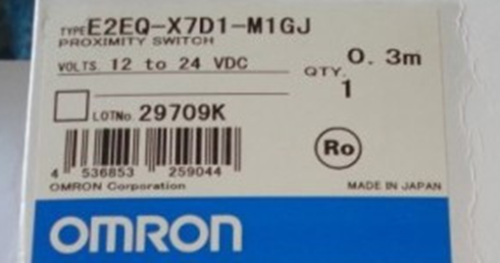 TYPE E2EQ-X7D1-M1GJ
PROXIMITY SWITCH
VOLTS. 12 to 24 VDC
0.3m
QTY. 1
LOTNo. 29709K
Ro
4 536853 259044
OMRON Corporation
MADE IN JAPAN
OMRON